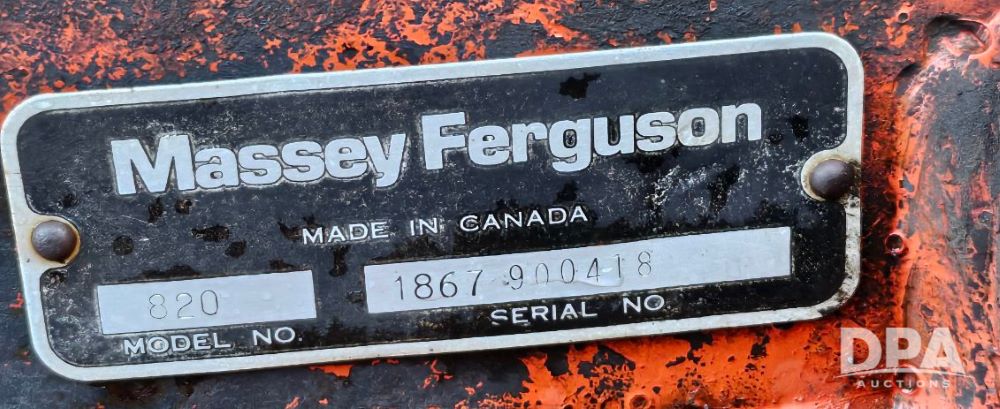 Massey Ferguson
MADE IN CANADA
820
1867 900418
MODEL NO.
SERIAL NO.
DPA
AUCTIONS